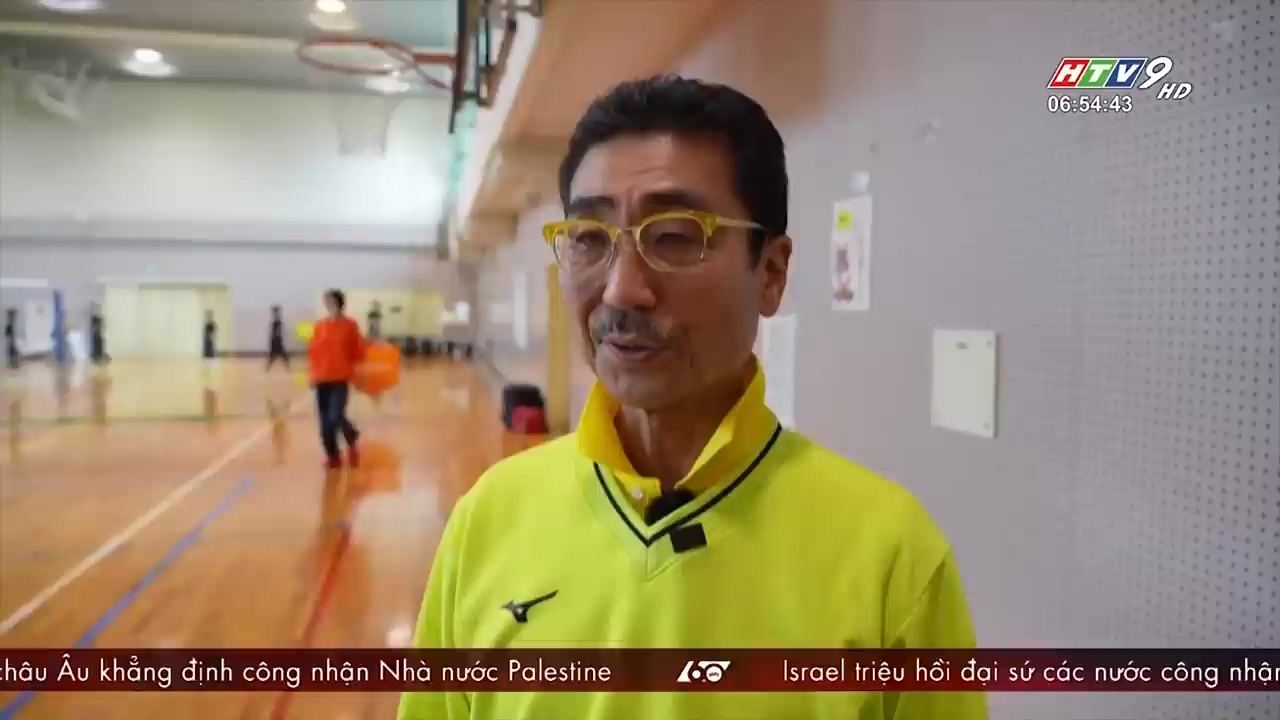 HTV9
HD
06:54:43
châu Âu khẳng định công nhận Nhà nước Palestine
60
Israel triệu hồi đại sứ các nước công nhận